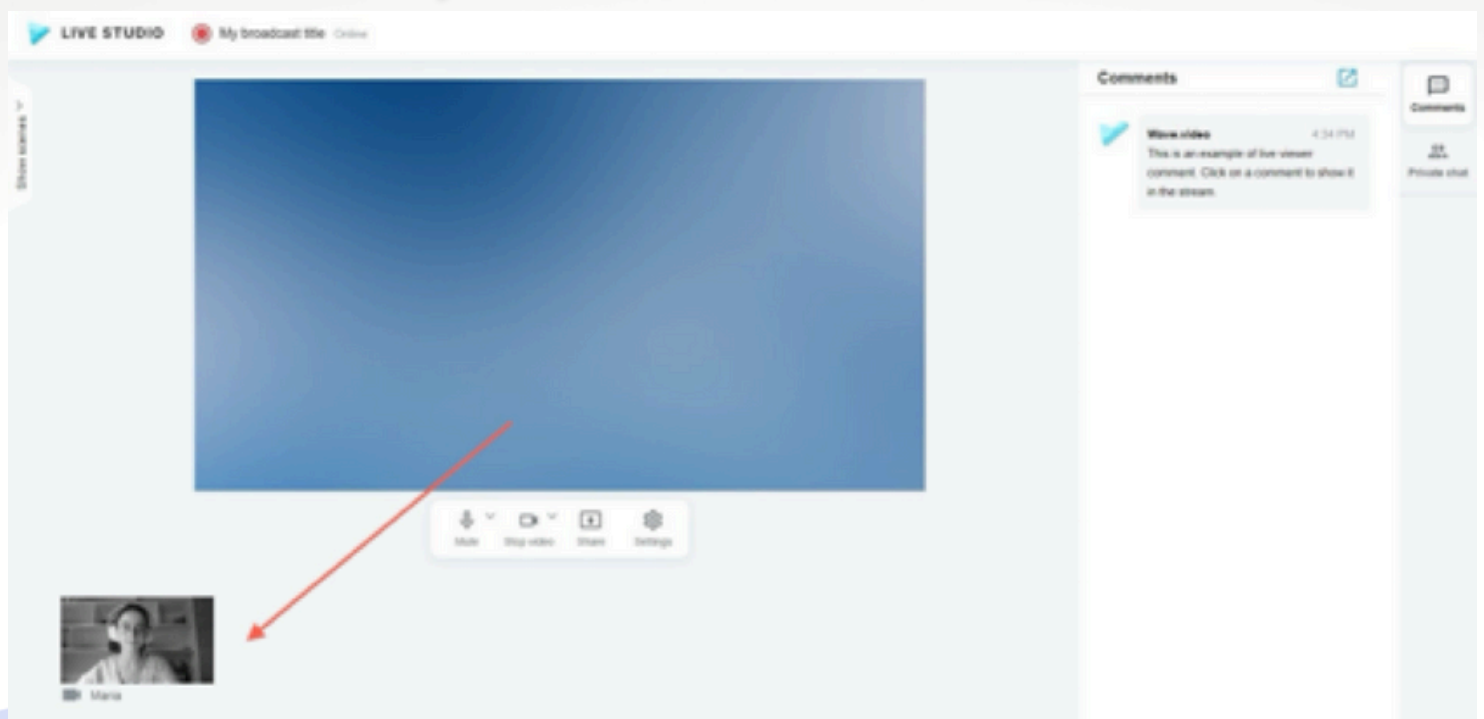 LIVE STUDIO
My broadcast title Online
Show scenes
Comments
Wave.video 4:34 PM
This is an example of live viewer
comment. Click on a comment to show it
in the stream.
Comments
Private chat
Mute Stop video Share Settings
Maria